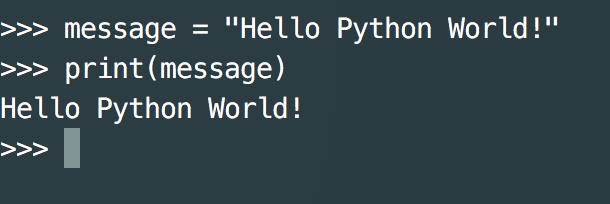 >>> message = "Hello Python World!"
>>> print(message)
Hello Python World!
>>>